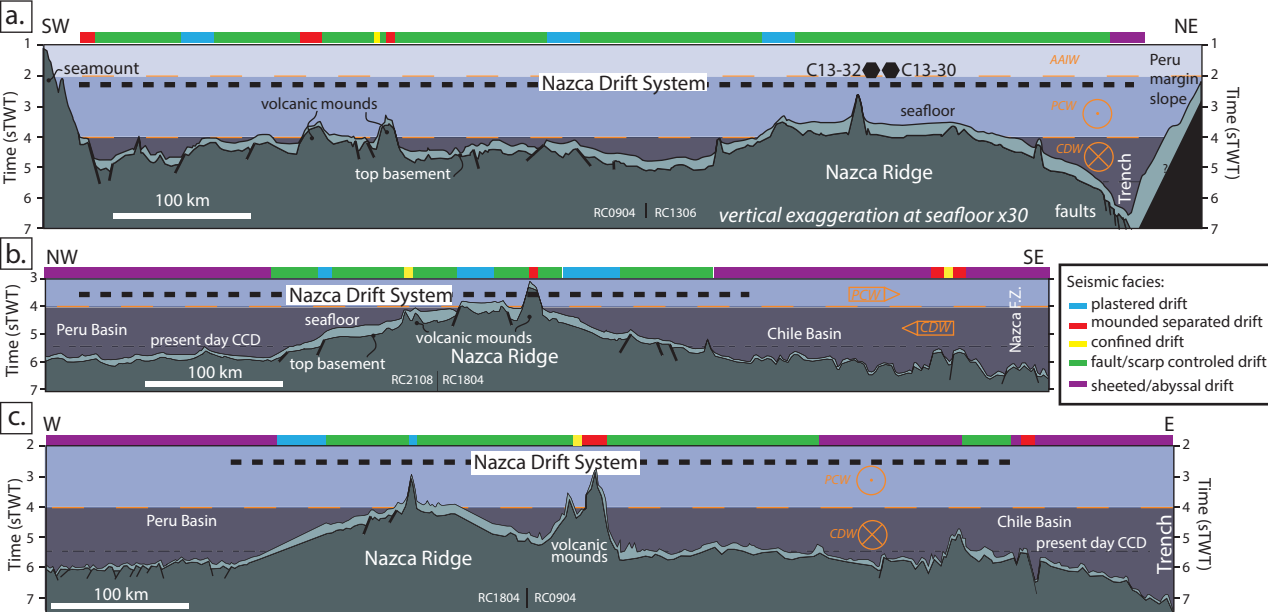 a.
SW
NE
1
2
3
4
5
6
7
Time (sTWT)
seamount
volcanic mounds
top basement
100 km
Nazca Drift System
C13-32
C13-30
AAIW
PCW
CDW
Peru
margin
slope
seafloor
Nazca Ridge
Trench
?
faults
RC0904
RC1306
vertical exaggeration at seafloor x30
1
2
3
4
5
6
7
Time (sTWT)
b.
NW
SE
3
4
5
6
7
Time (sTWT)
Nazca Drift System
Peru Basin
seafloor
present day CCD
top basement
volcanic mounds
Nazca Ridge
100 km
RC2108
RC1804
Chile Basin
PCW
CDW
Nazca F.Z.
Seismic facies:
plastered drift
mounded separated drift
confined drift
fault/scarp controled drift
sheeted/abyssal drift
c.
W
E
2
3
4
5
6
7
Time (sTWT)
Nazca Drift System
Peru Basin
Nazca Ridge
volcanic
mounds
100 km
RC1804
RC0904
PCW
CDW
Chile Basin
present day CCD
Trench
2
3
4
5
6
7
Time (sTWT)